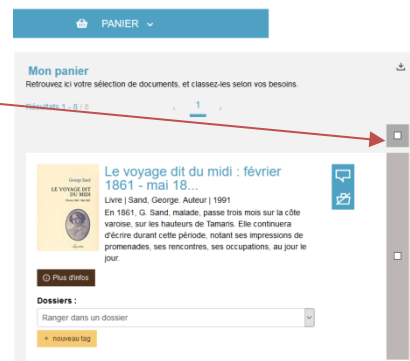 PANIER
Mon panier
Retrouvez ici votre sélection de documents, et classez-les selon vos besoins.
Résultats 1 - 8 / 8
1
George Sand
LE VOYAGE DIT
DU MIDI
Le voyage dit du midi : février
1861 - mai 18...
Livre | Sand, George. Auteur | 1991
En 1861, G. Sand, malade, passe trois mois sur la côte
varoise, sur les hauteurs de Tamaris. Elle continuera
d'écrire durant cette période, notant ses impressions de
promenades, ses rencontres, ses occupations, au jour le
jour.
Plus d'infos
Dossiers :
Ranger dans un dossier
+ nouveau tag